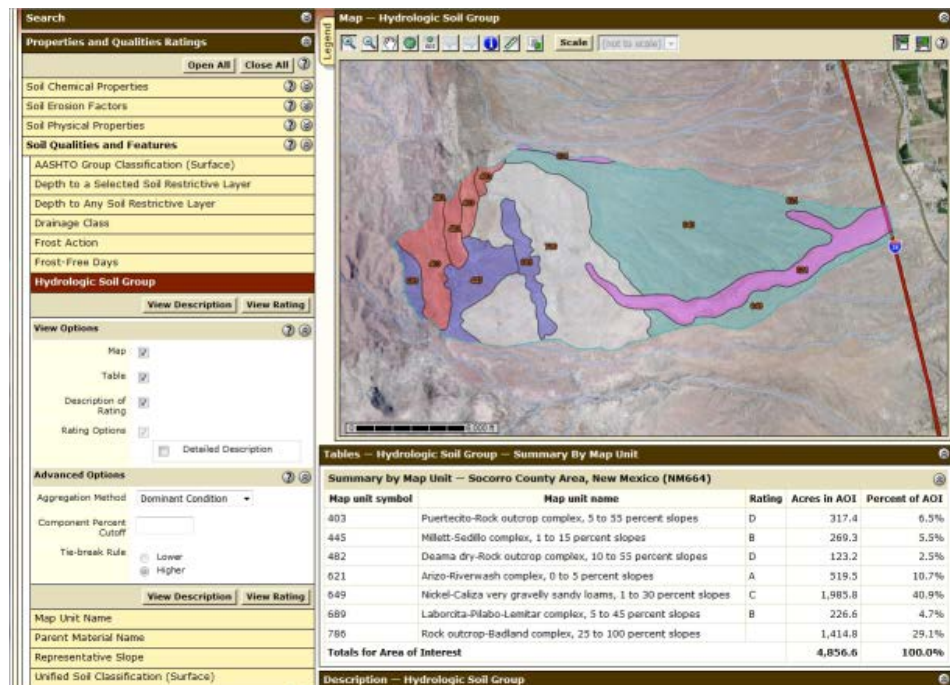 Search
Properties and Qualities Ratings
Open All Close All
Soil Chemical Properties
Soil Erosion Factors
Soil Physical Properties
Soil Qualities and Features
AASHTO Group Classification (Surface)
Depth to a Selected Soil Restrictive Layer
Depth to Any Soil Restrictive Layer
Drainage Class
Frost Action
Frost-Free Days
Hydrologic Soil Group
View Description View Rating
View Options
Map
Table
Description of Rating
Rating Options
Detailed Description
Advanced Options
Aggregation Method Dominant Condition
Component Percent Cutoff
Tie-break Rule
Lower
Higher
View Description View Rating
Map Unit Name
Parent Material Name
Representative Slope
Unified Soil Classification (Surface)
Legend
Map — Hydrologic Soil Group
Scale (not to scale)
Tables — Hydrologic Soil Group — Summary By Map Unit
Summary by Map Unit — Socorro County Area, New Mexico (NM664)
Map unit symbol Map unit name Rating Acres in AOI Percent of AOI
403 Puertecito-Rock outcrop complex, 5 to 55 percent slopes D 317.4 6.5%
445 Millett-Sedillo complex, 1 to 15 percent slopes B 269.3 5.5%
482 Deama dry-Rock outcrop complex, 10 to 55 percent slopes D 123.2 2.5%
621 Arizo-Riverwash complex, 0 to 5 percent slopes A 519.5 10.7%
649 Nickel-Caliza very gravelly sandy loams, 1 to 30 percent slopes C 1,985.8 40.9%
689 Laborcita-Pilabo-Lemitar complex, 5 to 45 percent slopes B 226.6 4.7%
786 Rock outcrop-Badland complex, 25 to 100 percent slopes 1,414.8 29.1%
Totals for Area of Interest 4,856.6 100.0%
Description — Hydrologic Soil Group